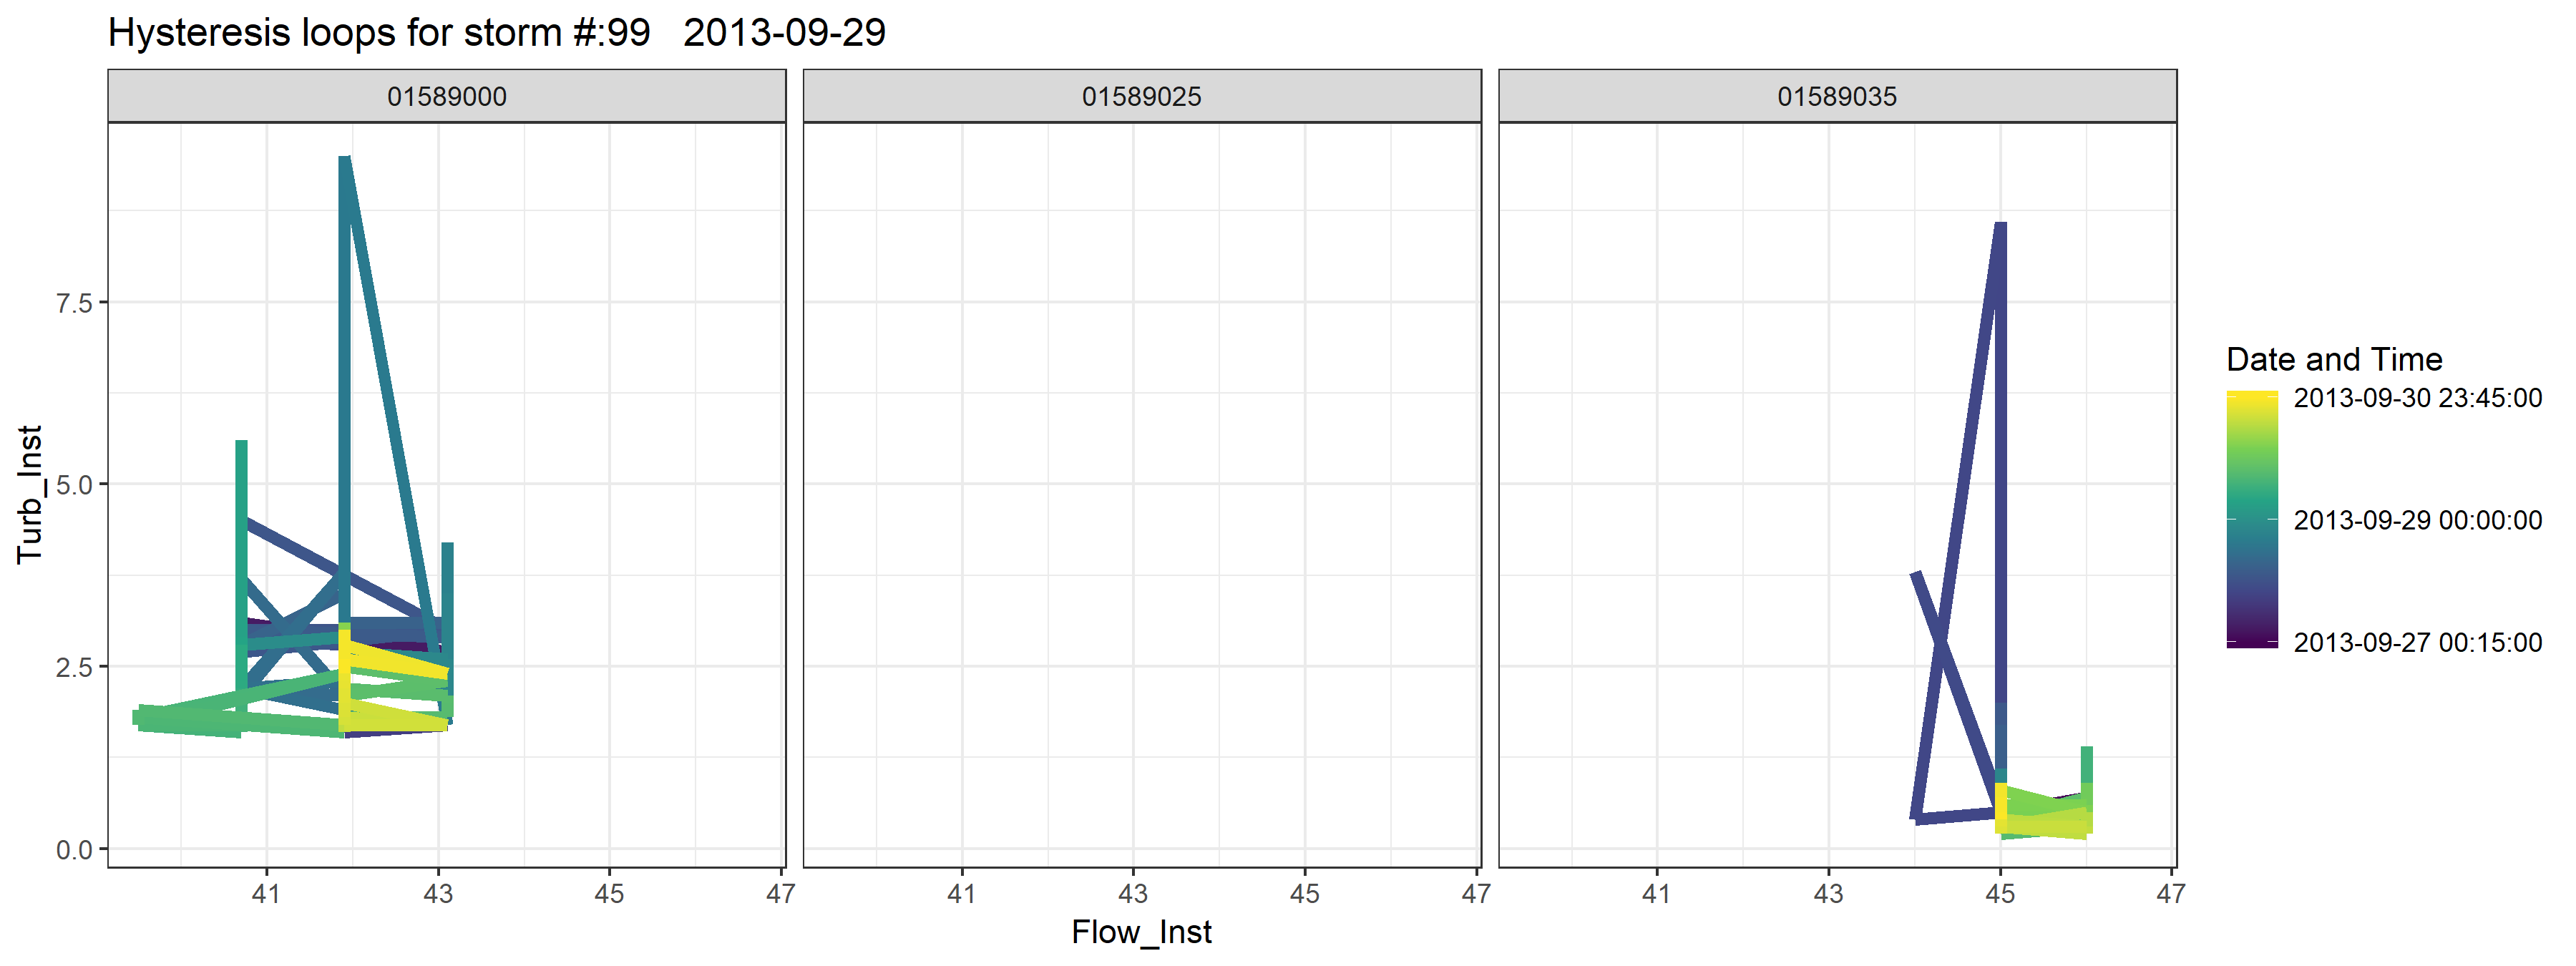 Hysteresis loops for storm #:99   2013-09-29
01589000
01589025
01589035
Turb_Inst
7.5
5.0
2.5
0.0
41 43 45 47
41 43 45 47
41 43 45 47
Flow_Inst
Date and Time
2013-09-30 23:45:00
2013-09-29 00:00:00
2013-09-27 00:15:00